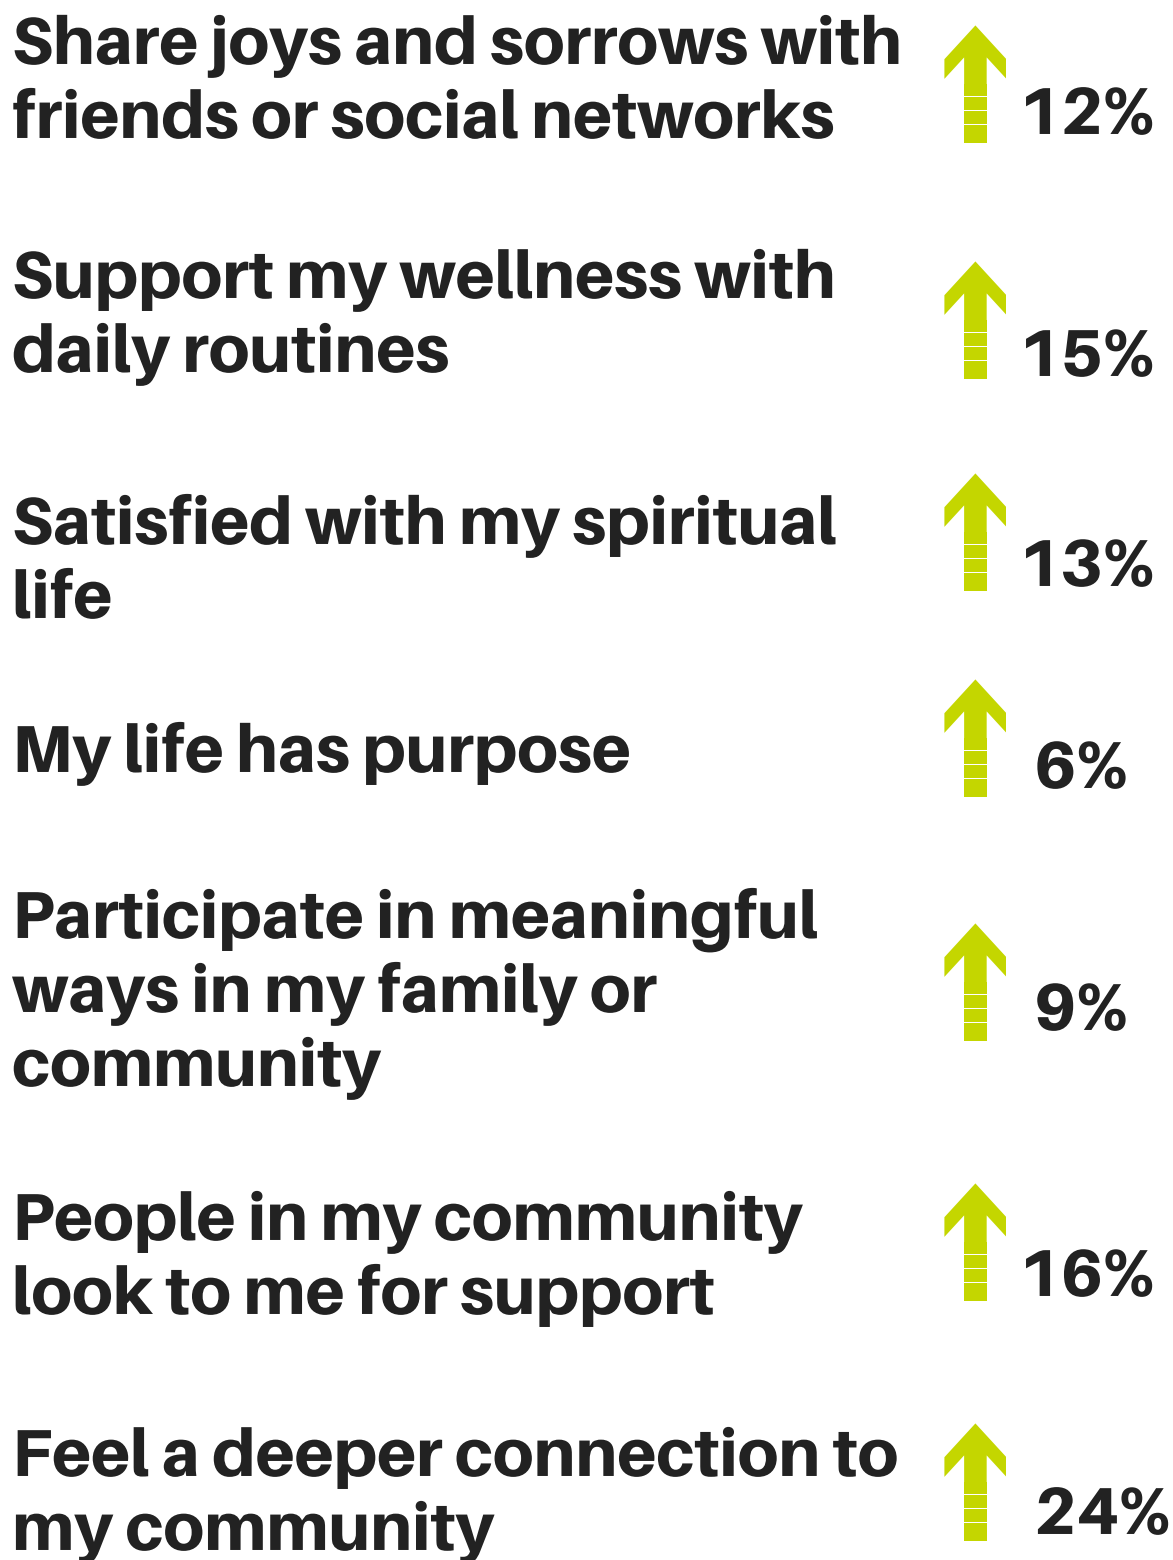 Share joys and sorrows with
friends or social networks
12%
Support my wellness with
daily routines
15%
Satisfied with my spiritual
life
13%
My life has purpose
6%
Participate in meaningful
ways in my family or
community
9%
People in my community
look to me for support
16%
Feel a deeper connection to
my community
24%